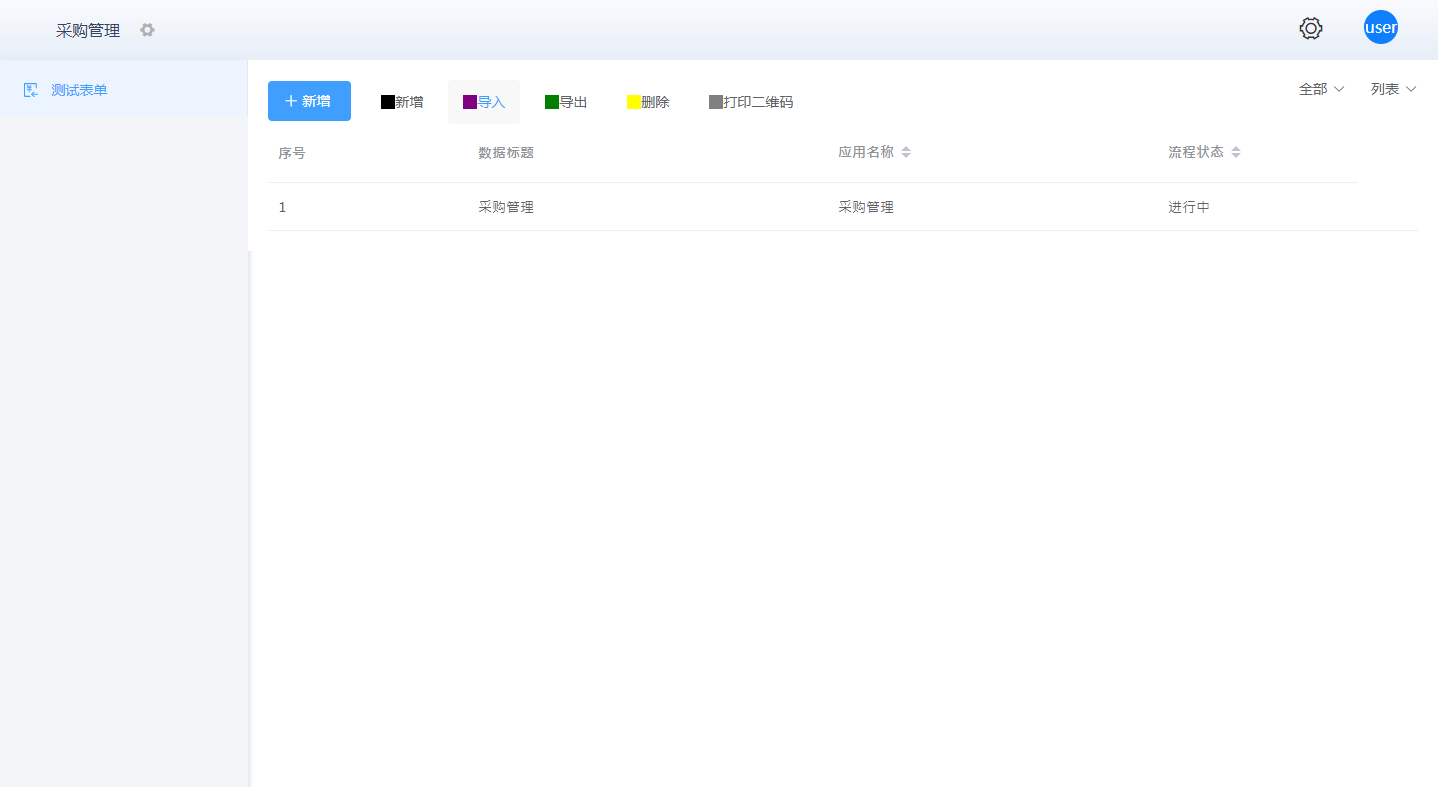 采购管理
user
测试表单
新增 新增 导入 导出 删除 打印二维码 全部 列表
序号 数据标题 应用名称 流程状态
1 采购管理 采购管理 进行中